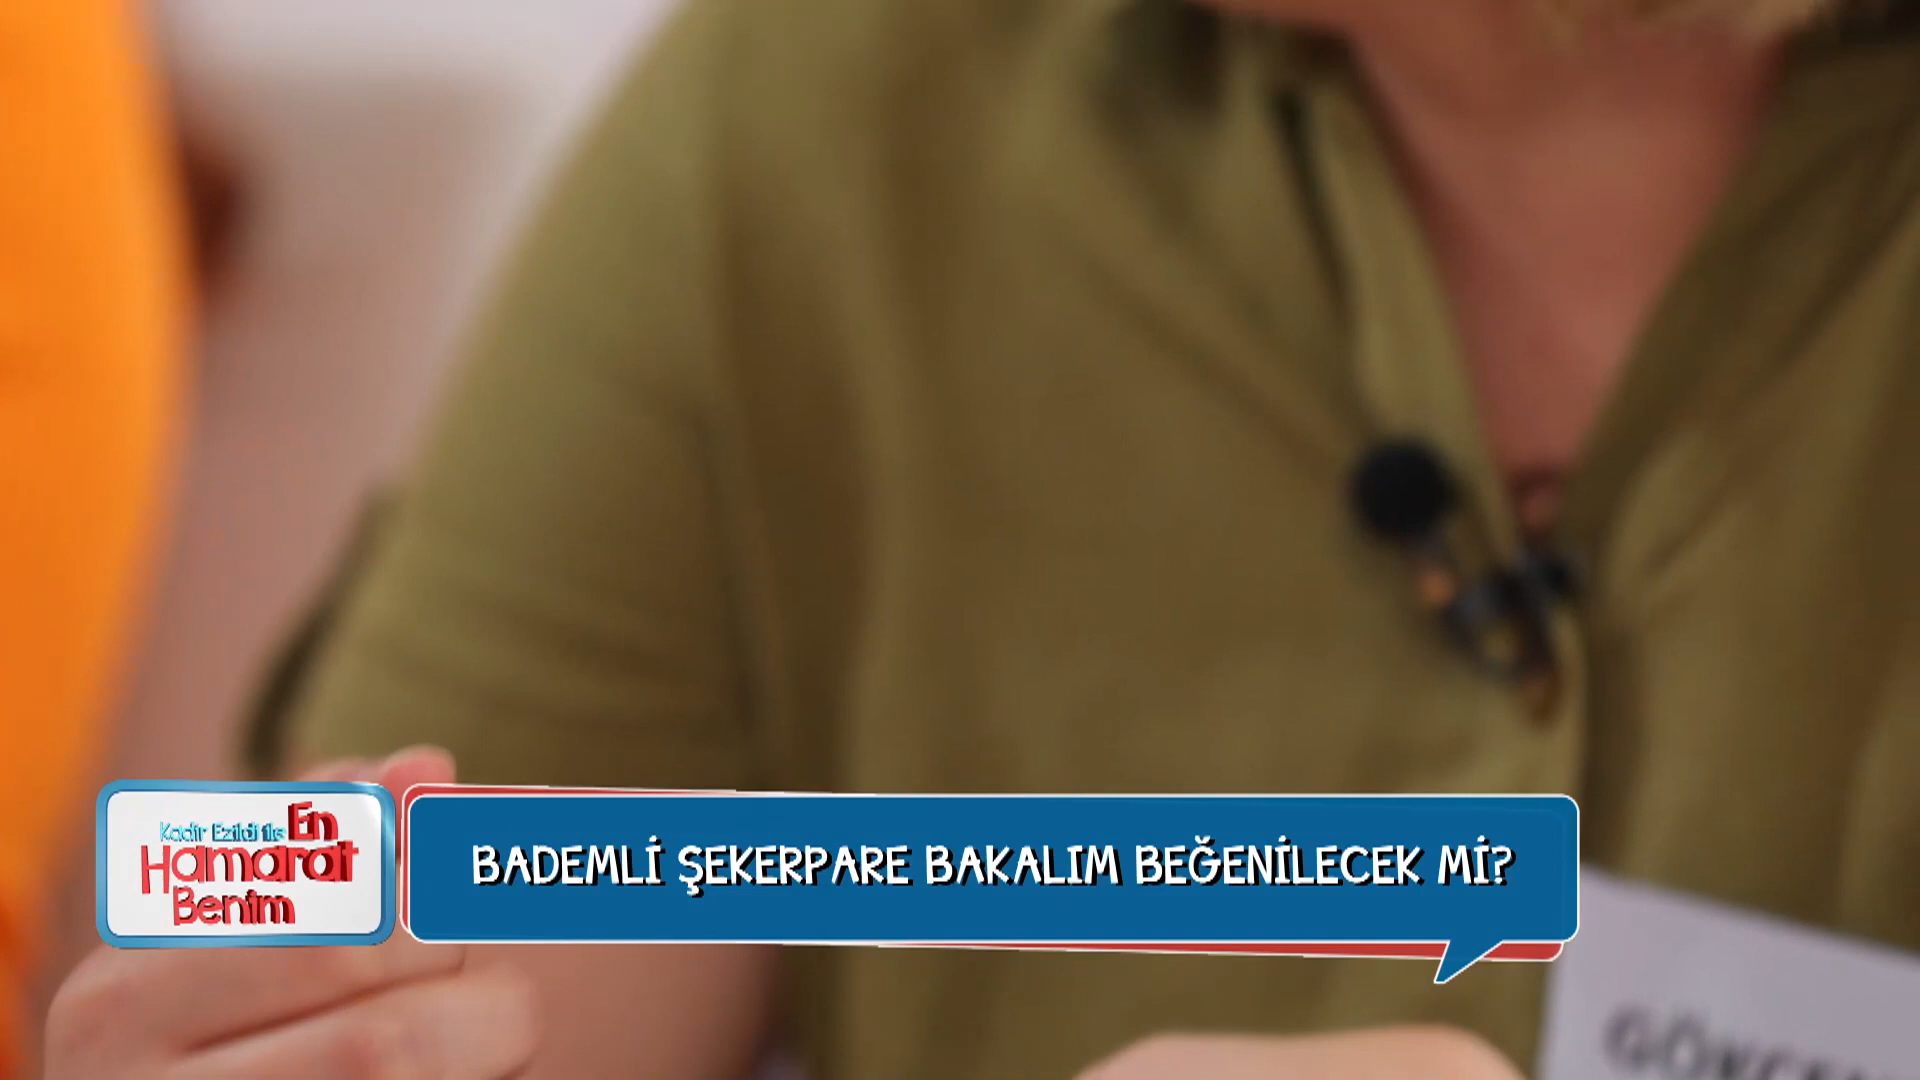 Kadir Ezildi ile En
Hamarat
Benim
BADEMLİ ŞEKERPARE BAKALIM BEĞENİLECEK Mİ?